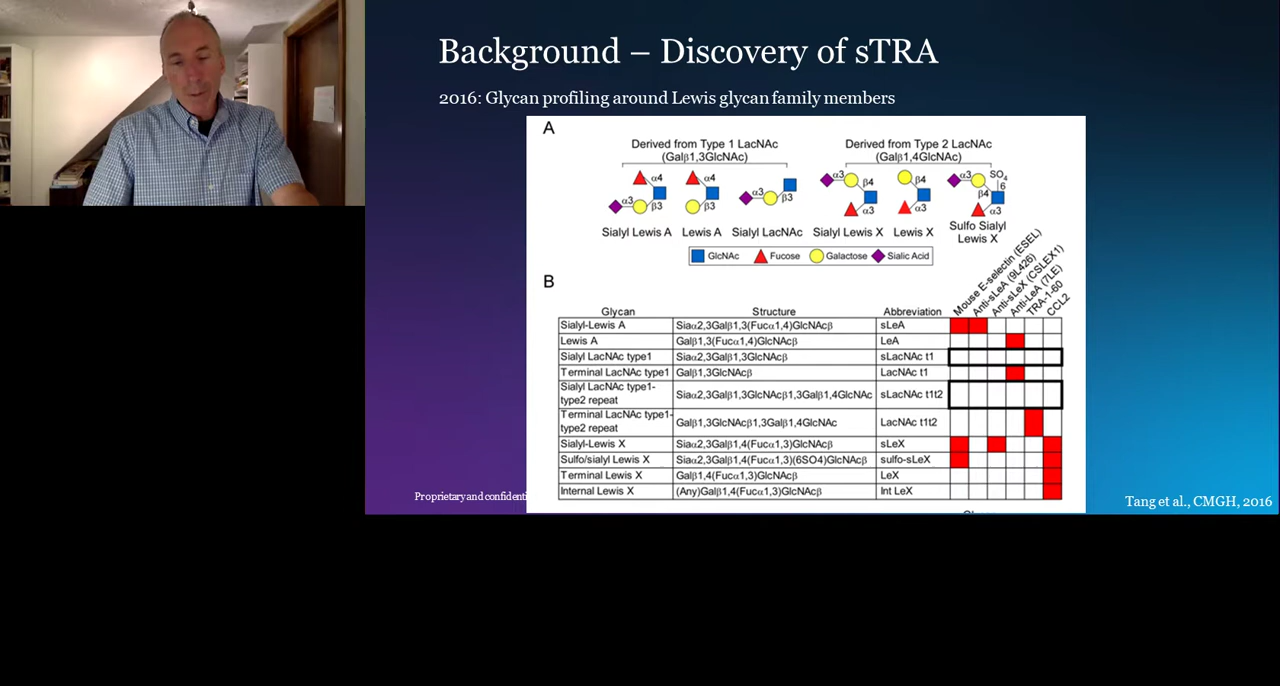 Background – Discovery of sTRA
2016: Glycan profiling around Lewis glycan family members
A
Derived from Type 1 LacNAc
(Galβ1,3GlcNAc)
Derived from Type 2 LacNAc
(Galβ1,4GlcNAc)
α4
α3
β3
Sialyl Lewis A
α4
β3
Lewis A
α3
β3
Sialyl LacNAc
α3
β4
α3
Sialyl Lewis X
β4
α3
Lewis X
α3
SO4
6
β4
α3
Sulfo Sialyl
Lewis X
GlcNAc Fucose Galactose Sialic Acid
B
Mouse E-selectin (ESEL)
Anti-sLeA (9L426)
Anti-sLeX (CSLEX1)
Anti-LeA (7LE)
TRA-1-60
CCL2
Glycan Structure Abbreviation
Sialyl-Lewis A Siaα2,3Galβ1,3(Fucα1,4)GlcNAcβ sLeA
Lewis A Galβ1,3(Fucα1,4)GlcNAcβ LeA
Sialyl LacNAc type1 Siaα2,3Galβ1,3GlcNAcβ sLacNAc t1
Terminal LacNAc type1 Galβ1,3GlcNAcβ LacNAc t1
Sialyl LacNAc type1-
type2 repeat Siaα2,3Galβ1,3GlcNAcβ1,3Galβ1,4GlcNAc sLacNAc t1t2
Terminal LacNAc type1-
type2 repeat Galβ1,3GlcNAcβ1,3Galβ1,4GlcNAc LacNAc t1t2
Sialyl-Lewis X Siaα2,3Galβ1,4(Fucα1,3)GlcNAcβ sLeX
Sulfo/sialyl Lewis X Siaα2,3Galβ1,4(Fucα1,3)(6SO4)GlcNAcβ sulfo-sLeX
Terminal Lewis X Galβ1,4(Fucα1,3)GlcNAcβ LeX
Internal Lewis X (Any)Galβ1,4(Fucα1,3)GlcNAcβ Int LeX
Proprietary and confidenti
Tang et al., CMGH, 2016